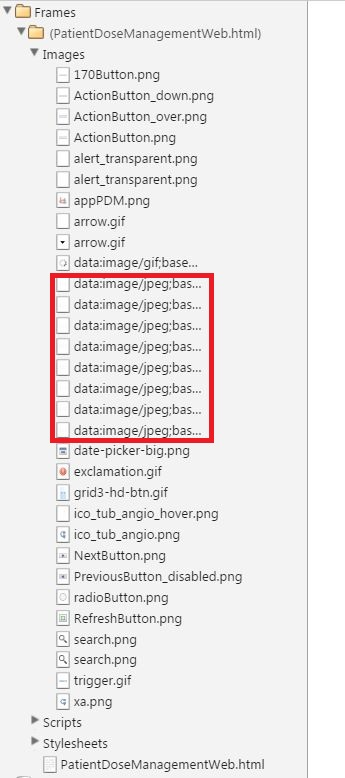 Frames
(PatientDoseManagementWeb.html)
Images
170Button.png
ActionButton_down.png
ActionButton_over.png
ActionButton.png
alert_transparent.png
alert_transparent.png
appPDM.png
arrow.gif
arrow.gif
data:image/gif;base...
data:image/jpeg;bas...
data:image/jpeg;bas...
data:image/jpeg;bas...
data:image/jpeg;bas...
data:image/jpeg;bas...
data:image/jpeg;bas...
data:image/jpeg;bas...
data:image/jpeg;bas...
date-picker-big.png
exclamation.gif
grid3-hd-btn.gif
ico_tub_angio_hover.png
ico_tub_angio.png
NextButton.png
PreviousButton_disabled.png
radioButton.png
RefreshButton.png
search.png
search.png
trigger.gif
xa.png
Scripts
Stylesheets
PatientDoseManagementWeb.html